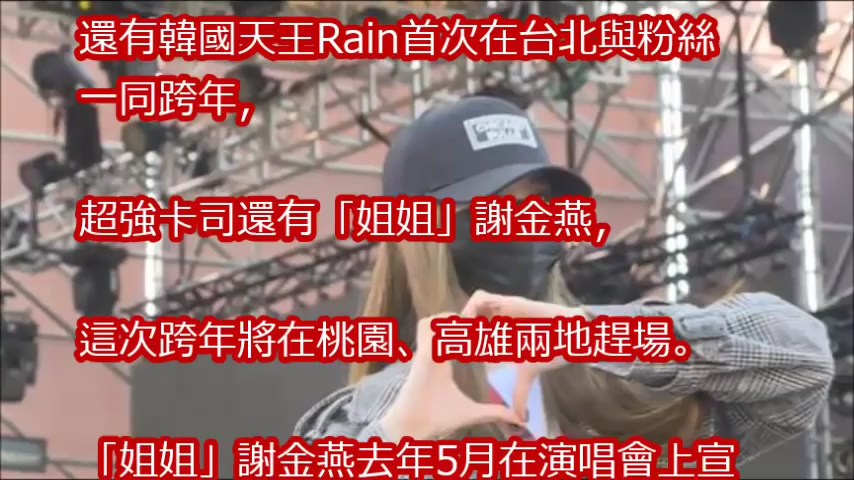 還有韓國天王Rain首次在台北與粉絲
一同跨年,
超強卡司還有「姐姐」謝金燕,
這次跨年將在桃園、高雄兩地趕場。
「姐姐」謝金燕去年5月在演唱會上宣